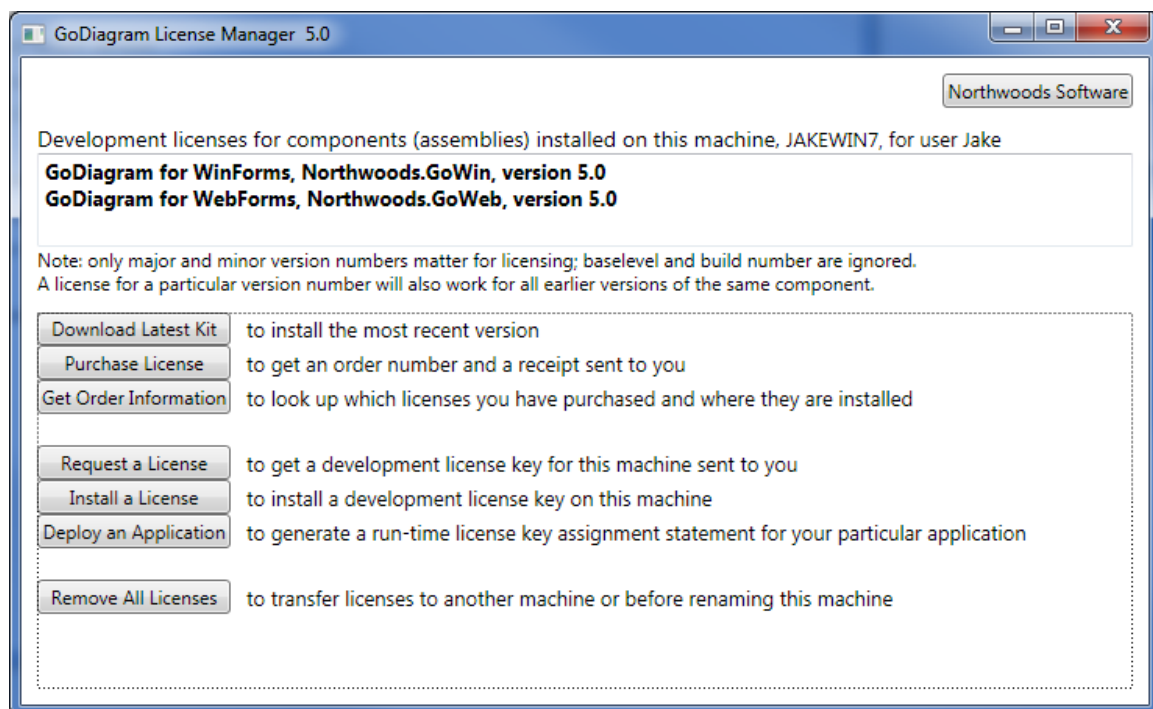 GoDiagram License Manager 5.0
Northwoods Software
Development licenses for components (assemblies) installed on this machine, JAKEWIN7, for user Jake
GoDiagram for WinForms, Northwoods.GoWin, version 5.0
GoDiagram for WebForms, Northwoods.GoWeb, version 5.0
Note: only major and minor version numbers matter for licensing; baselevel and build number are ignored.
A license for a particular version number will also work for all earlier versions of the same component.
Download Latest Kit to install the most recent version
Purchase License to get an order number and a receipt sent to you
Get Order Information to look up which licenses you have purchased and where they are installed
Request a License to get a development license key for this machine sent to you
Install a License to install a development license key on this machine
Deploy an Application to generate a run-time license key assignment statement for your particular application
Remove All Licenses to transfer licenses to another machine or before renaming this machine